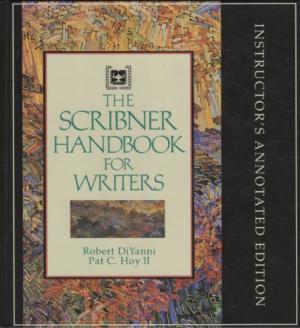 THE
SCRIBNER
HANDBOOK
FOR
WRITERS
Robert DiYanni
Pat C. Hoy II
INSTRUCTOR'S ANNOTATED EDITION